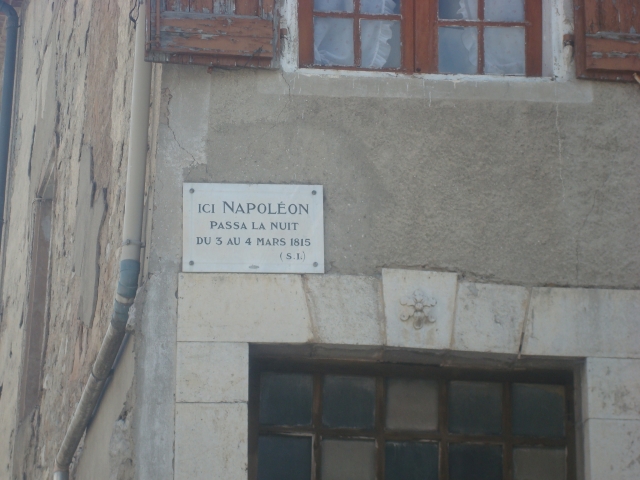 ICI NAPOLÉON
PASSA LA NUIT
DU 3 AU 4 MARS 1815
(S.I.)